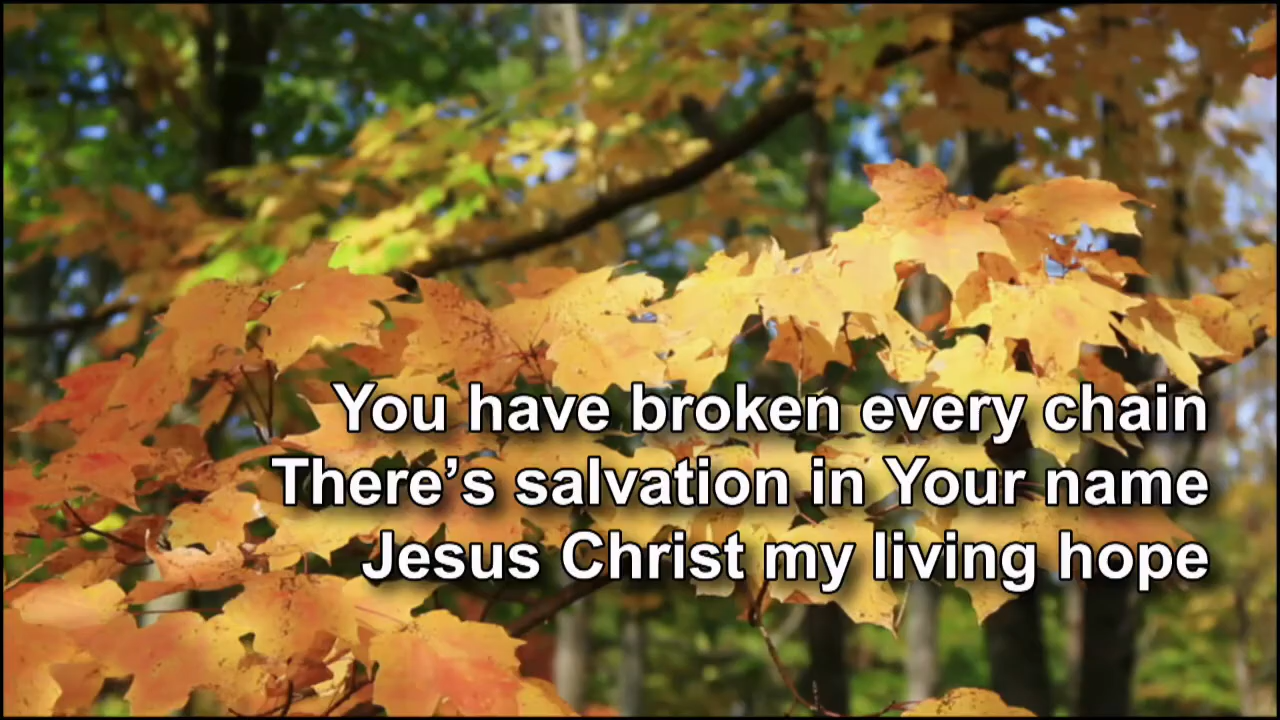 You have broken every chain
There’s salvation in Your name
Jesus Christ my living hope